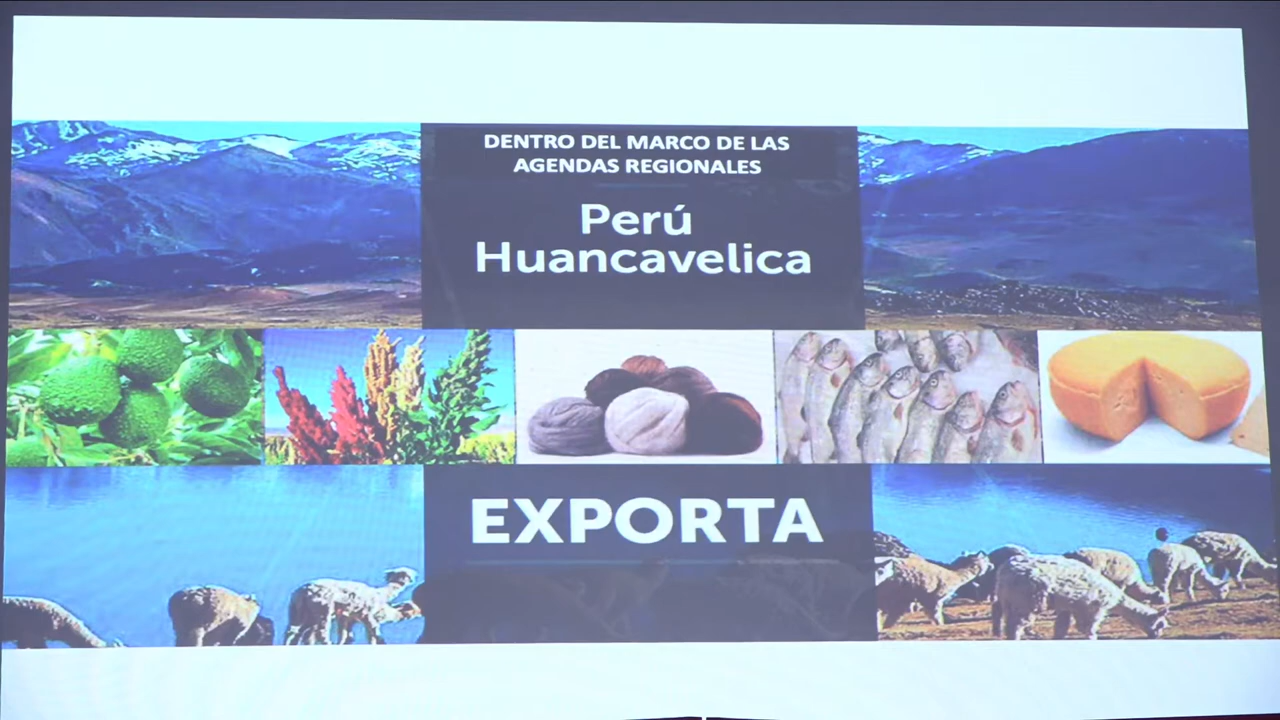 DENTRO DEL MARCO DE LAS
AGENDAS REGIONALES
Perú
Huancavelica
EXPORTA